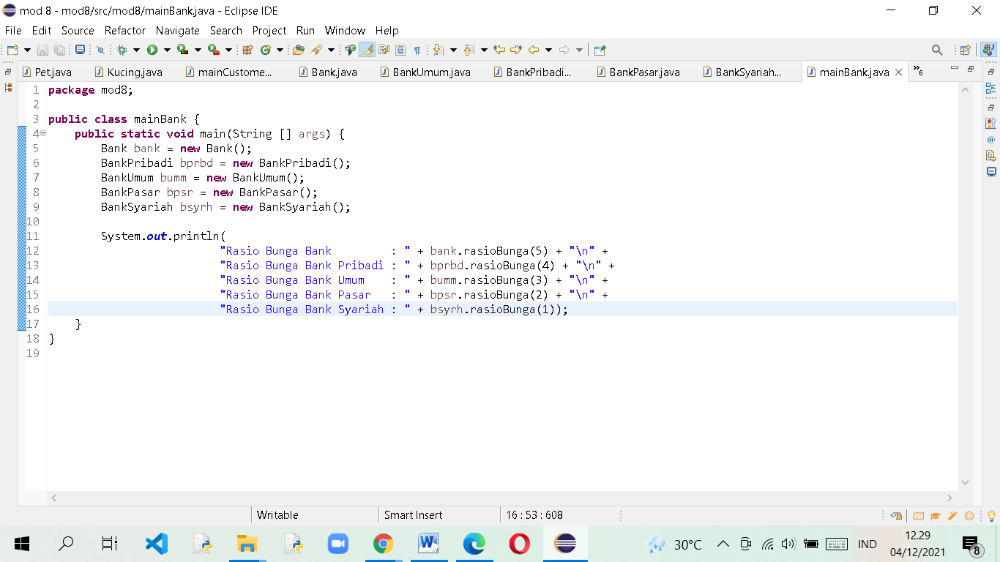 mod 8 - mod8/src/mod8/mainBank.java - Eclipse IDE
File Edit Source Refactor Navigate Search Project Run Window Help
Pet.java Kucing.java mainCustome... Bank.java BankUmum.java BankPribadi... BankPasar.java BankSyariah... mainBank.java »6
1 package mod8;
2
3 public class mainBank {
4 public static void main(String [] args) {
5 Bank bank = new Bank();
6 BankPribadi bprbd = new BankPribadi();
7 BankUmum bumm = new BankUmum();
8 BankPasar bpsr = new BankPasar();
9 BankSyariah bsyrh = new BankSyariah();
10
11 System.out.println(
12 "Rasio Bunga Bank         : " + bank.rasioBunga(5) + "\n" +
13 "Rasio Bunga Bank Pribadi : " + bprbd.rasioBunga(4) + "\n" +
14 "Rasio Bunga Bank Umum    : " + bumm.rasioBunga(3) + "\n" +
15 "Rasio Bunga Bank Pasar   : " + bpsr.rasioBunga(2) + "\n" +
16 "Rasio Bunga Bank Syariah : " + bsyrh.rasioBunga(1));
17 }
18 }
19
Writable Smart Insert 16 : 53 : 608
30°C IND 12.29
04/12/2021 8